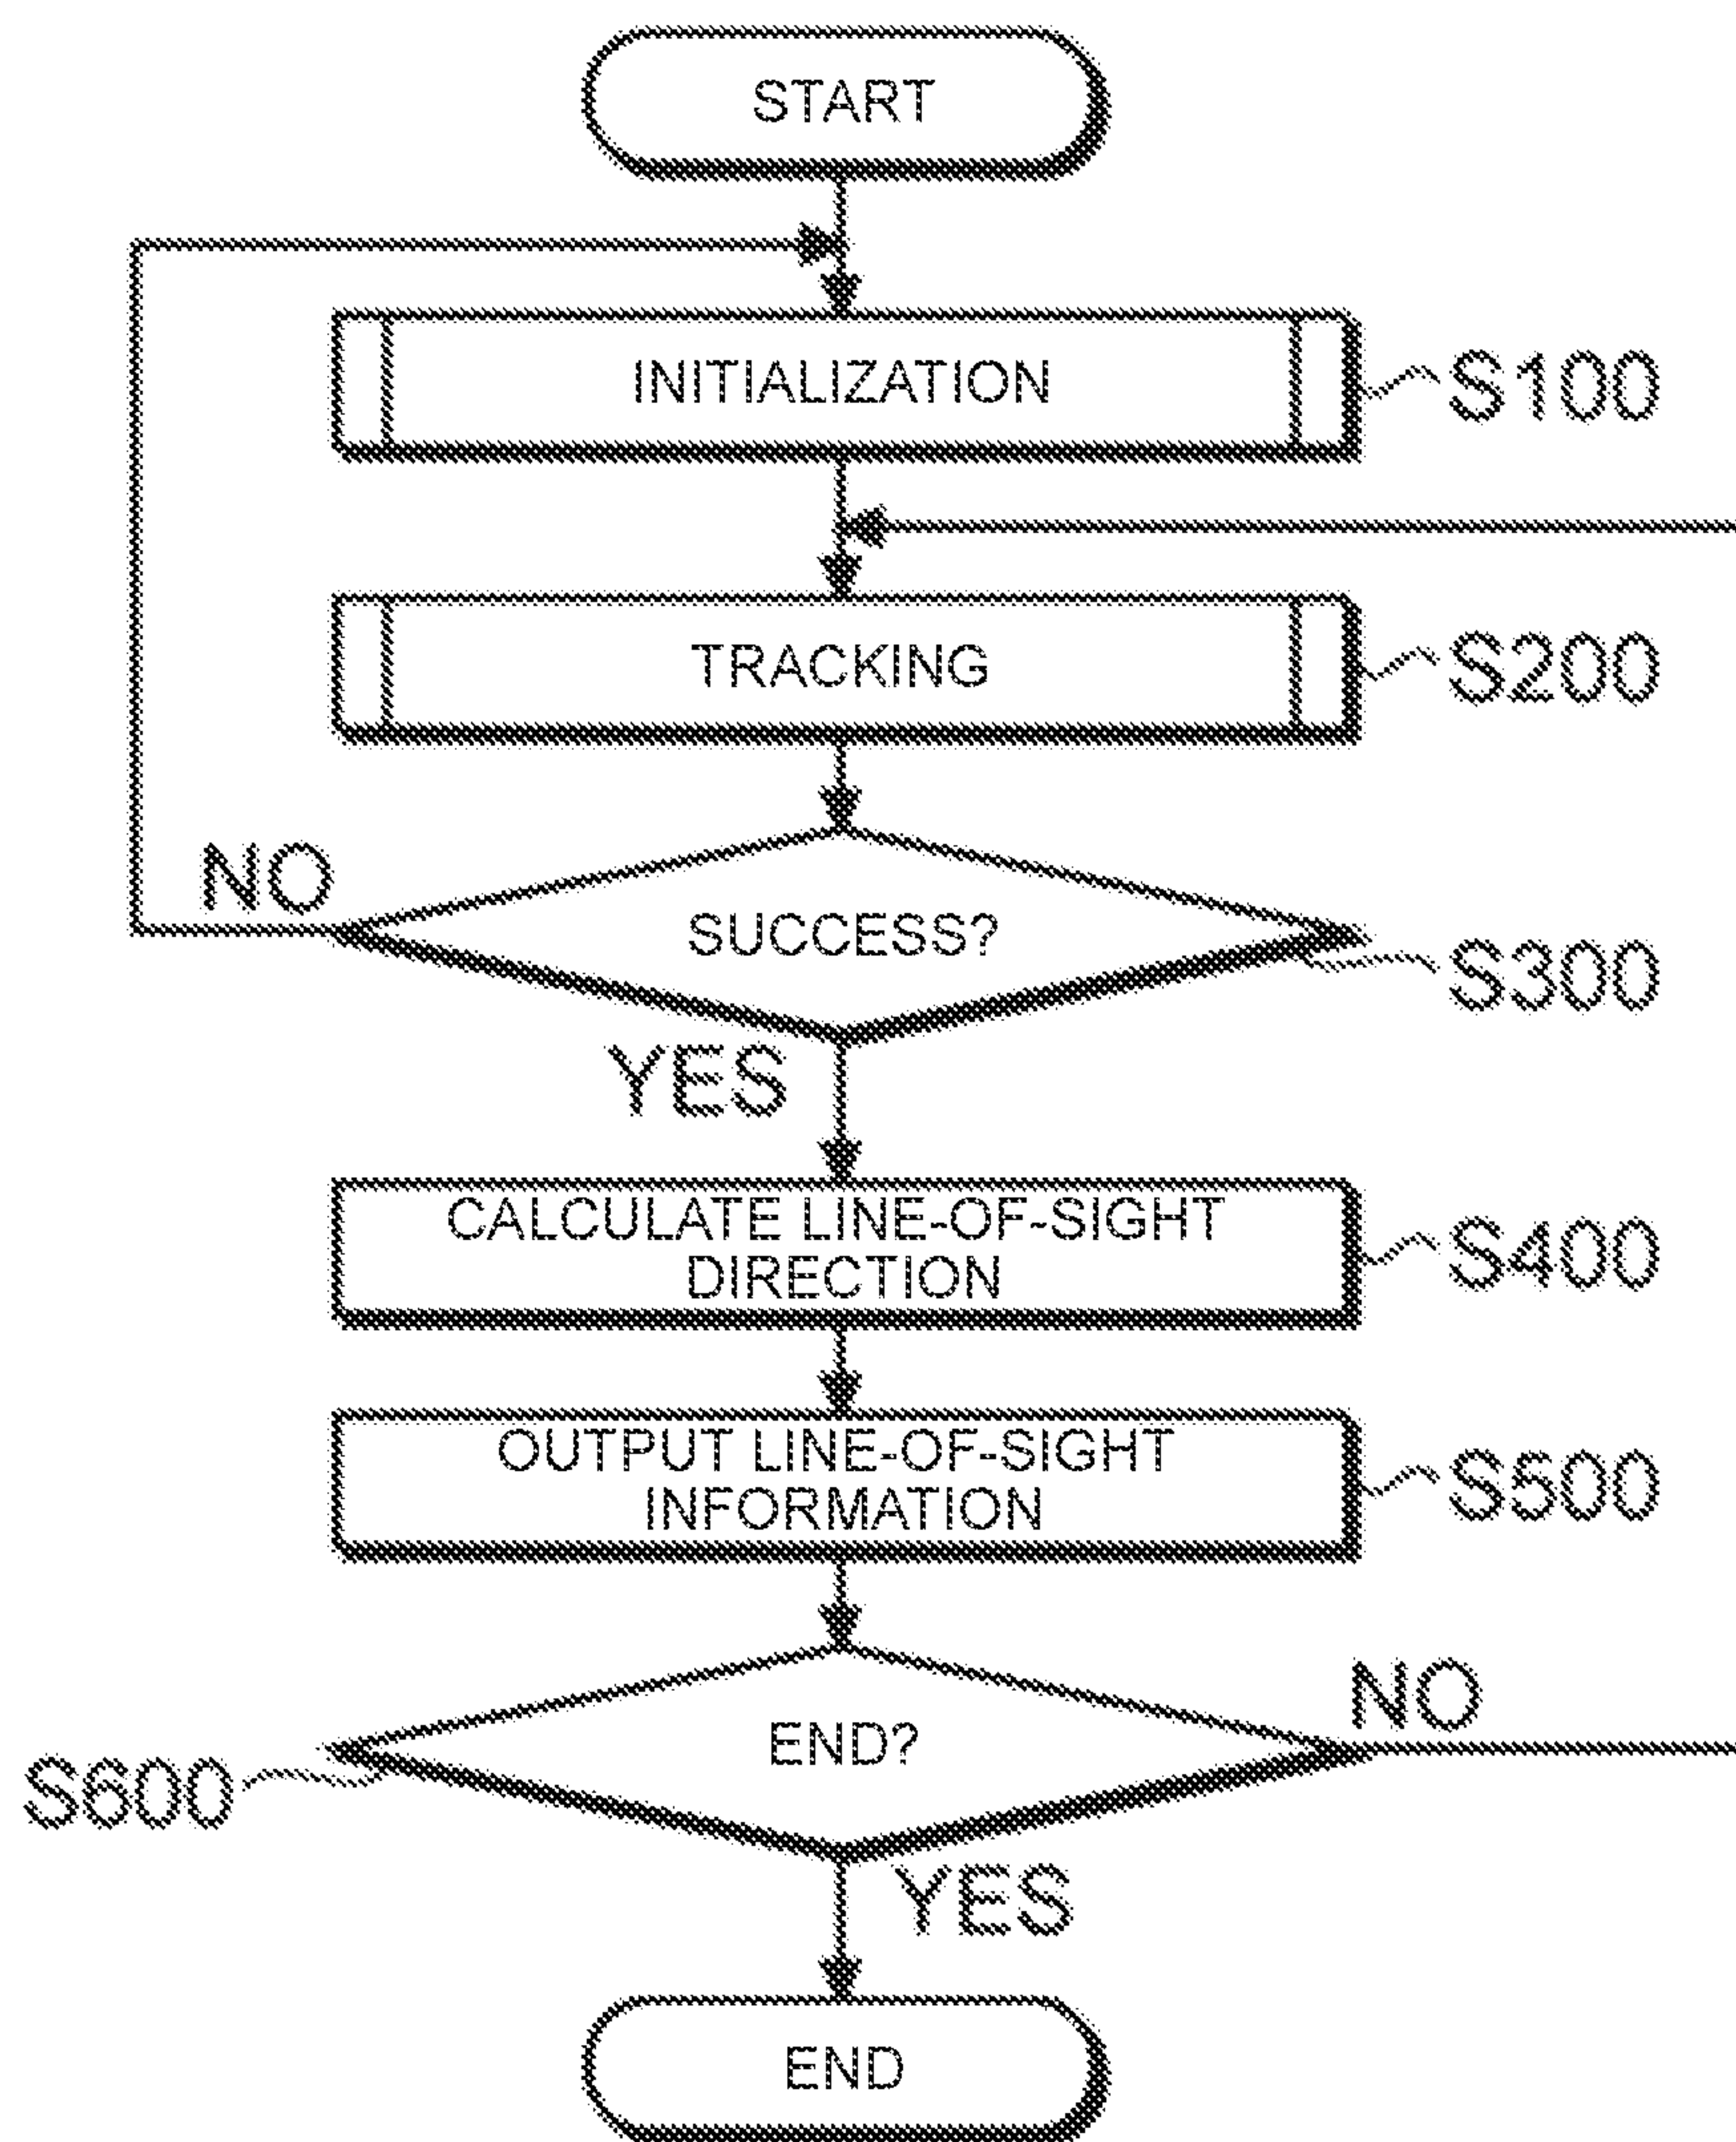 START
INITIALIZATION
S100
TRACKING
S200
NO
SUCCESS?
S300
YES
CALCULATE LINE-OF-SIGHT
DIRECTION
S400
OUTPUT LINE-OF-SIGHT
INFORMATION
S500
NO
END?
S600
YES
END